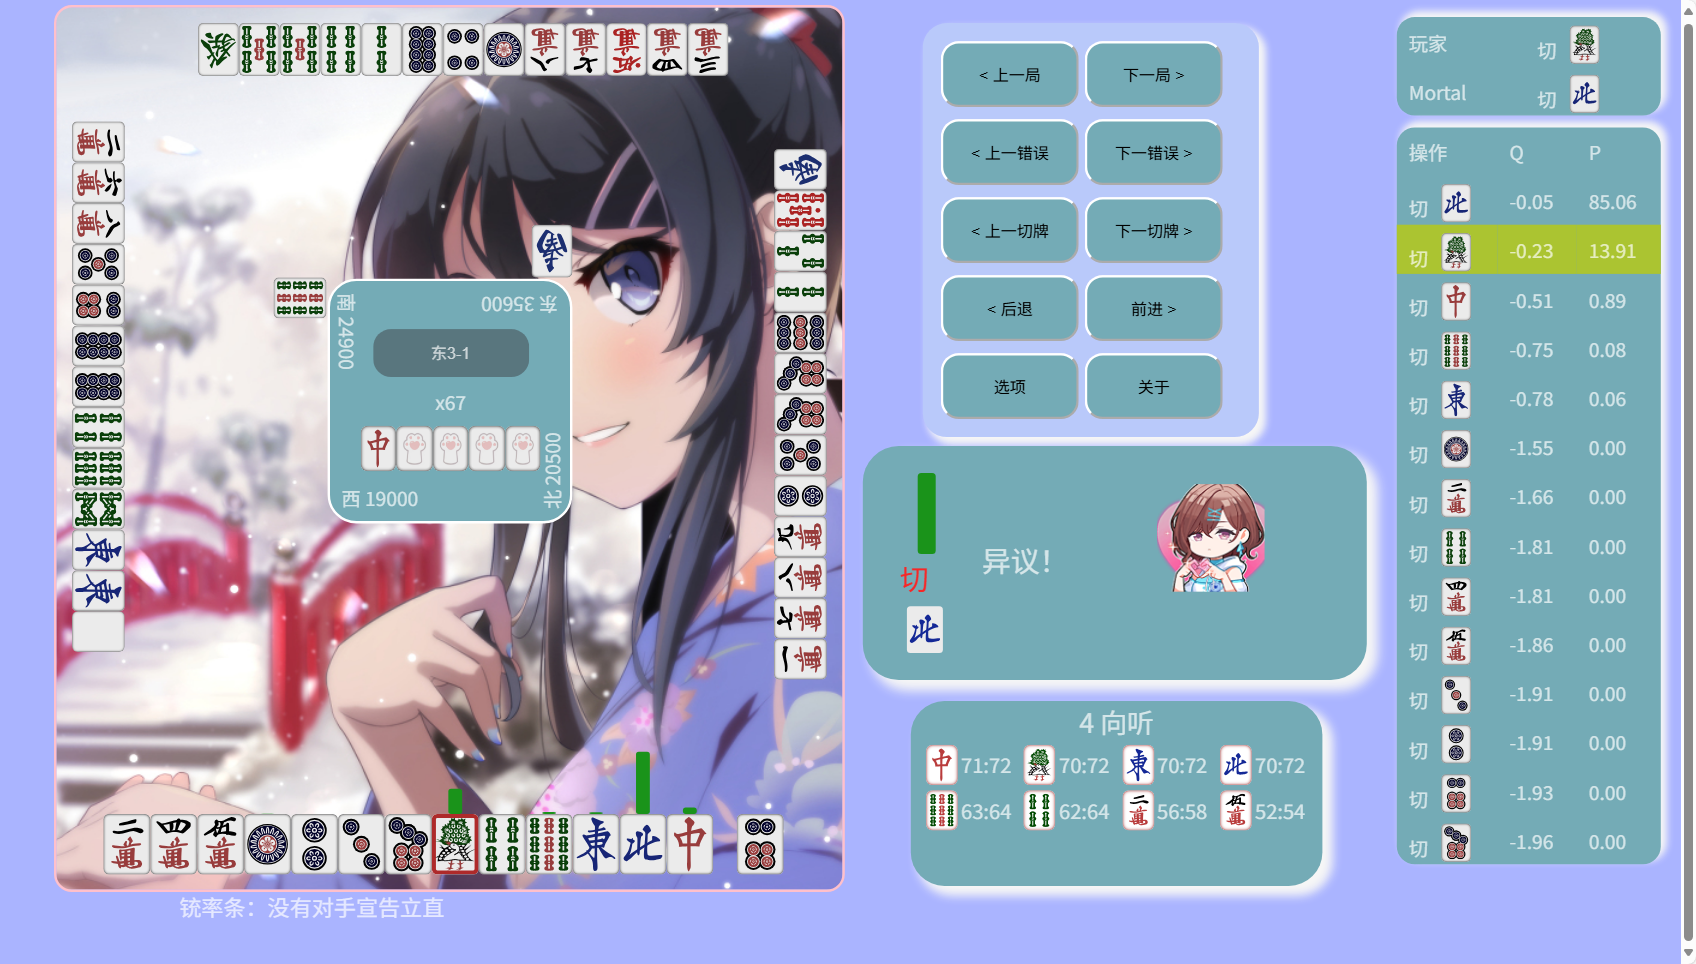 东 35600
南 24900
东3-1
x67
北 20500
西 19000
铳率条：没有对手宣告立直
< 上一局
下一局 >
< 上一错误
下一错误 >
< 上一切牌
下一切牌 >
< 后退
前进 >
选项
关于
切
异议！
4 向听
71:72 70:72 70:72 70:72
63:64 62:64 56:58 52:54
玩家 切
Mortal 切
操作 Q P
切 -0.05 85.06
切 -0.23 13.91
切 -0.51 0.89
切 -0.75 0.08
切 -0.78 0.06
切 -1.55 0.00
切 -1.66 0.00
切 -1.81 0.00
切 -1.81 0.00
切 -1.86 0.00
切 -1.91 0.00
切 -1.91 0.00
切 -1.93 0.00
切 -1.96 0.00